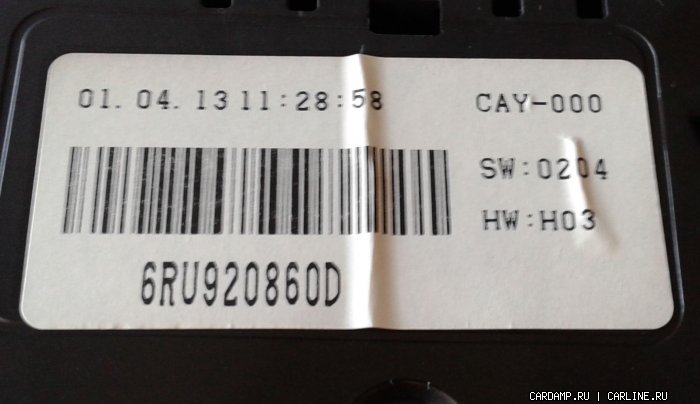 01. 04. 13 11:28:58
CAY-000
SW:0204
HW:H03
6RU920860D
CARDAMP.RU | CARLINE.RU